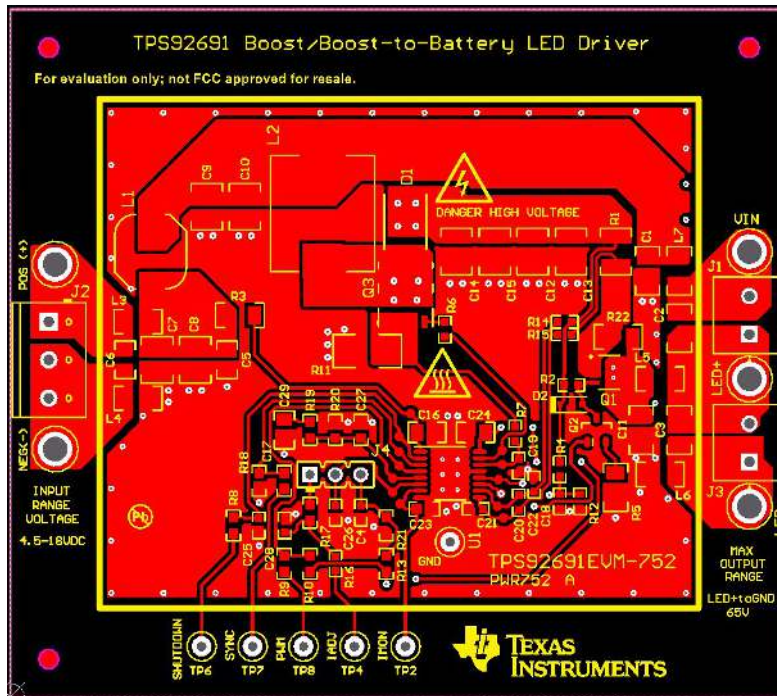 TPS92691 Boost/Boost-to-Battery LED Driver
For evaluation only; not FCC approved for resale.
L2
C9
C10
D1
L1
DANGER HIGH VOLTAGE
R1
C1
L7
VIN
POS (+)
J2
J1
C14
C15
C12
C13
Q3
L3
C7
C8
R3
R6
R14
R15
R22
C2
C6
C5
R11
L5
LED+
L4
R2
D2
Q1
C29
R19
R20
C27
C16
C24
R7
Q2
C11
C3
NEG(-)
R18
C17
J4
C19
R4
J3
INPUT
RANGE
VOLTAGE
4.5-18VDC
Pb
R8
C23
C21
C20
C22
C18
R12
R5
L6
C25
C28
R17
C26
C4
R21
GND
U1
TPS92691EVM-752
PWR752 A
R9
R10
R16
R13
MAX
OUTPUT
RANGE
LED+toGND
65V
SHUTDOWN
SYNC
PWM
IADJ
IMON
TP6
TP7
TP8
TP4
TP2
TEXAS
INSTRUMENTS